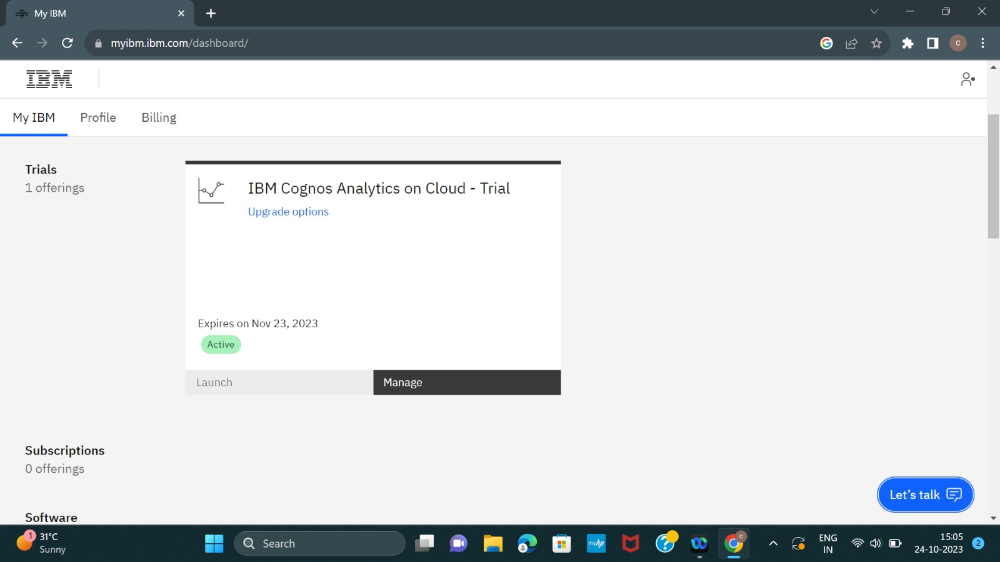 My IBM
myibm.ibm.com/dashboard/
C
IBM
My IBM Profile Billing
Trials
1 offerings
IBM Cognos Analytics on Cloud - Trial
Upgrade options
Expires on Nov 23, 2023
Active
Launch Manage
Subscriptions
0 offerings
Let's talk
Software
1
31°C
Sunny
Search
myhp
C
ENG
IN
15:05
24-10-2023
2